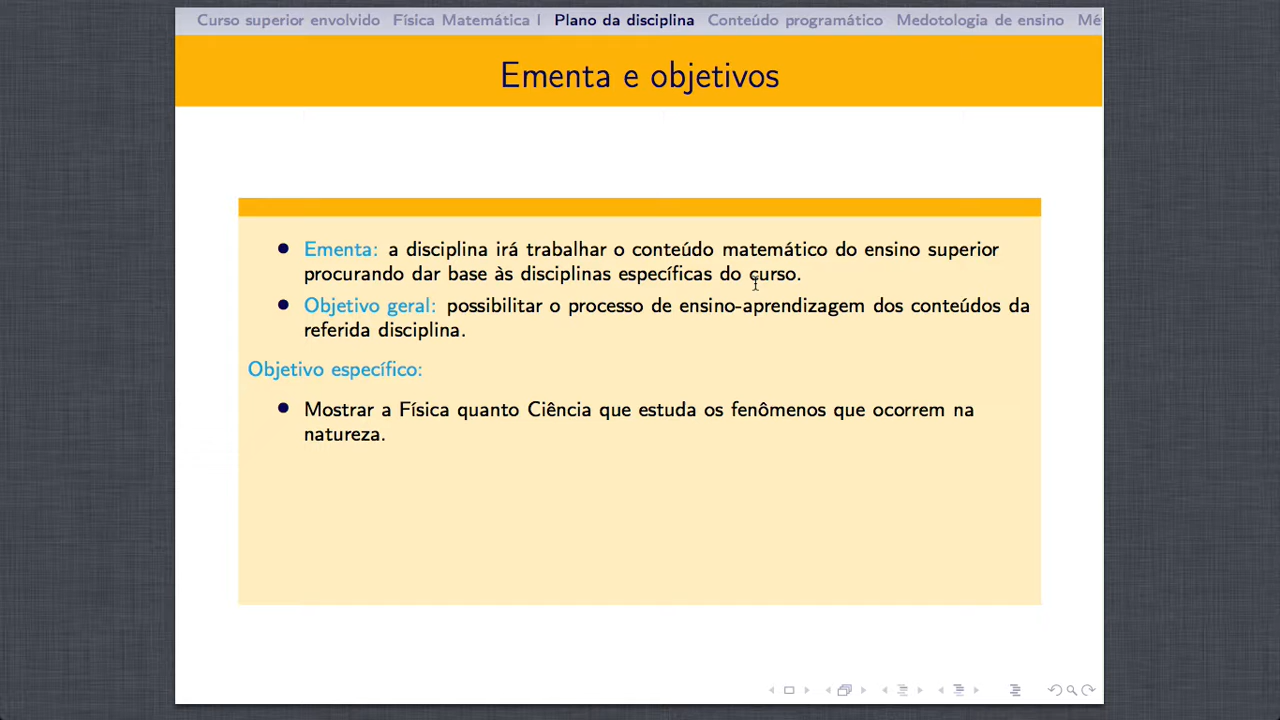 Curso superior envolvido Física Matemática I Plano da disciplina Conteúdo programático Medotologia de ensino Mé
Ementa e objetivos
Ementa: a disciplina irá trabalhar o conteúdo matemático do ensino superior
procurando dar base às disciplinas específicas do curso.
Objetivo geral: possibilitar o processo de ensino-aprendizagem dos conteúdos da
referida disciplina.
Objetivo específico:
Mostrar a Física quanto Ciência que estuda os fenômenos que ocorrem na
natureza.